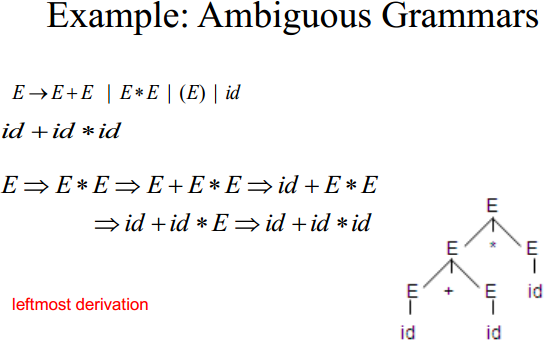 Example: Ambiguous Grammars
E → E + E | E * E | (E) | id
id + id * id
E ⇒ E * E ⇒ E + E * E ⇒ id + E * E
⇒ id + id * E ⇒ id + id * id
E
E * E
E + E id
id id
leftmost derivation